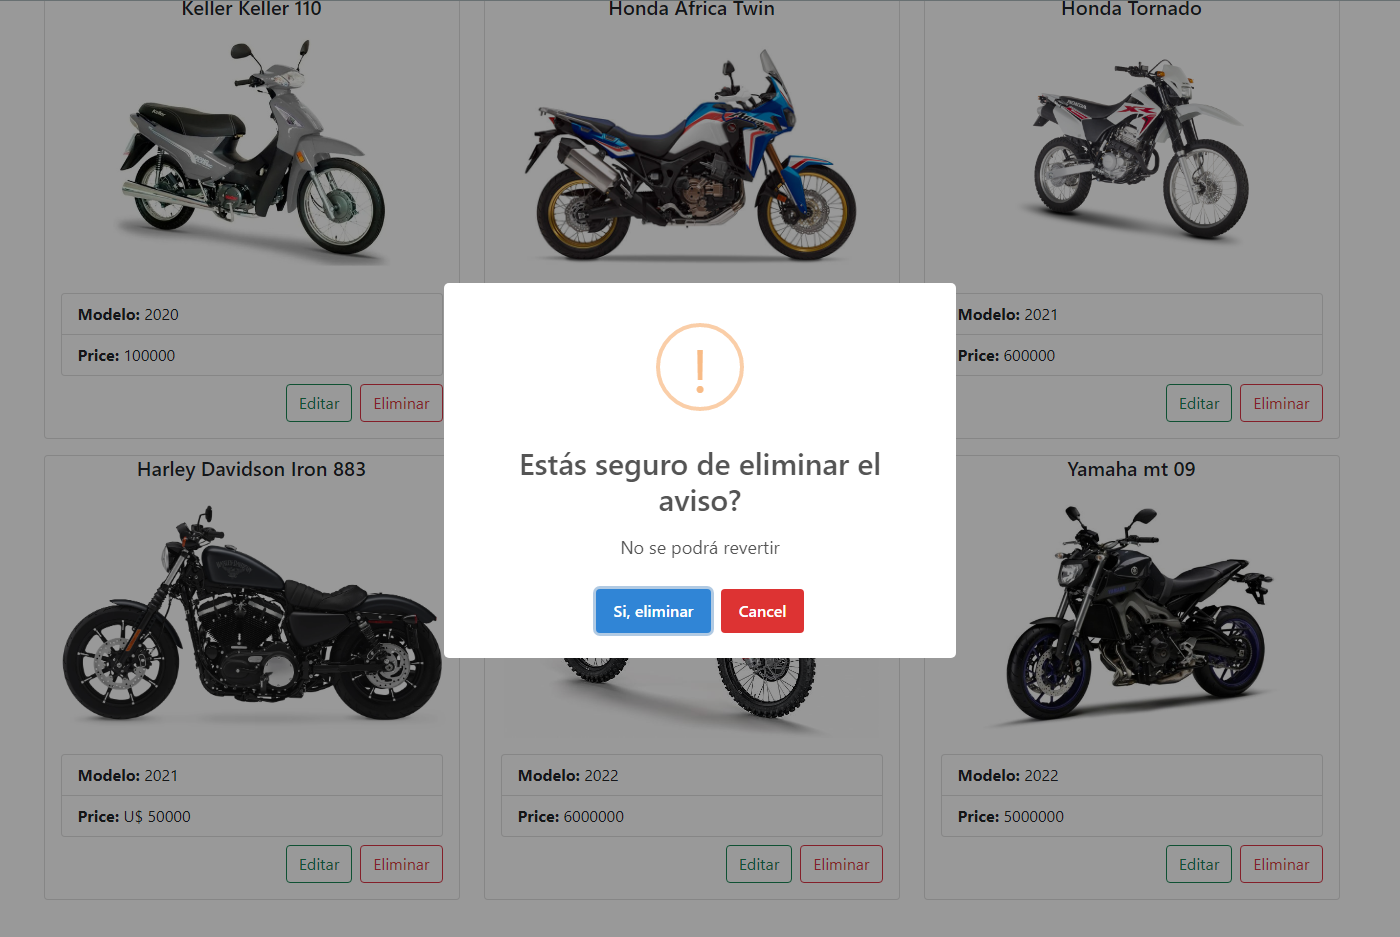 Keller Keller 110
Honda Africa Twin
Honda Tornado
Keller
HONDA
Modelo: 2020
Price: 100000
Editar
Eliminar
Modelo: 2021
Price: 600000
Editar
Eliminar
Estás seguro de eliminar el
aviso?
No se podrá revertir
Si, eliminar
Cancel
Harley Davidson Iron 883
Yamaha mt 09
Modelo: 2021
Price: U$ 50000
Editar
Eliminar
Modelo: 2022
Price: 6000000
Editar
Eliminar
Modelo: 2022
Price: 5000000
Editar
Eliminar